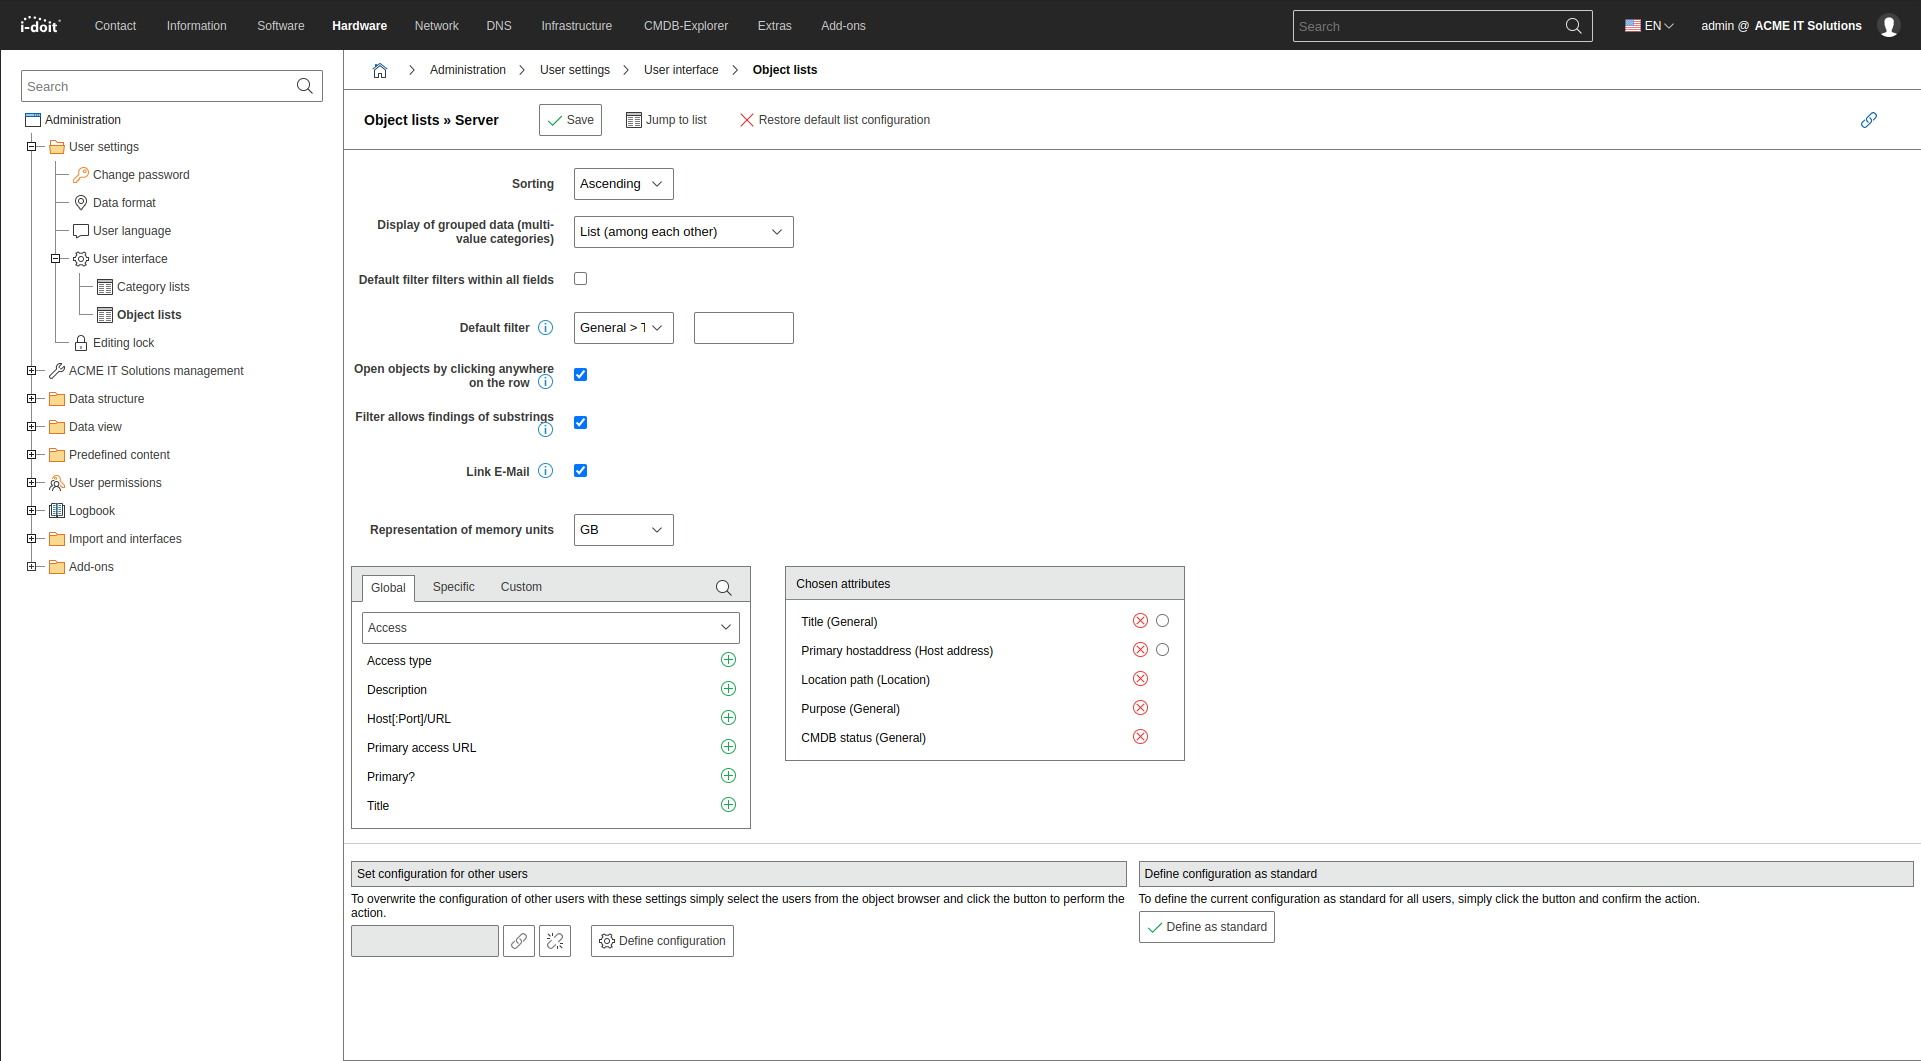 i-doit
Contact Information Software Hardware Network DNS Infrastructure CMDB-Explorer Extras Add-ons
Search
EN
admin @ ACME IT Solutions
Search
Administration
User settings
Change password
Data format
User language
User interface
Category lists
Object lists
Editing lock
ACME IT Solutions management
Data structure
Data view
Predefined content
User permissions
Logbook
Import and interfaces
Add-ons
Administration User settings User interface Object lists
Object lists » Server
Save
Jump to list
Restore default list configuration
Sorting
Ascending
Display of grouped data (multi-
value categories)
List (among each other)
Default filter filters within all fields
Default filter
General > T
Open objects by clicking anywhere
on the row
Filter allows findings of substrings
Link E-Mail
Representation of memory units
GB
Global Specific Custom
Access
Access type
Description
Host[:Port]/URL
Primary access URL
Primary?
Title
Chosen attributes
Title (General)
Primary hostaddress (Host address)
Location path (Location)
Purpose (General)
CMDB status (General)
Set configuration for other users
To overwrite the configuration of other users with these settings simply select the users from the object browser and click the button to perform the
action.
Define configuration
Define configuration as standard
To define the current configuration as standard for all users, simply click the button and confirm the action.
Define as standard